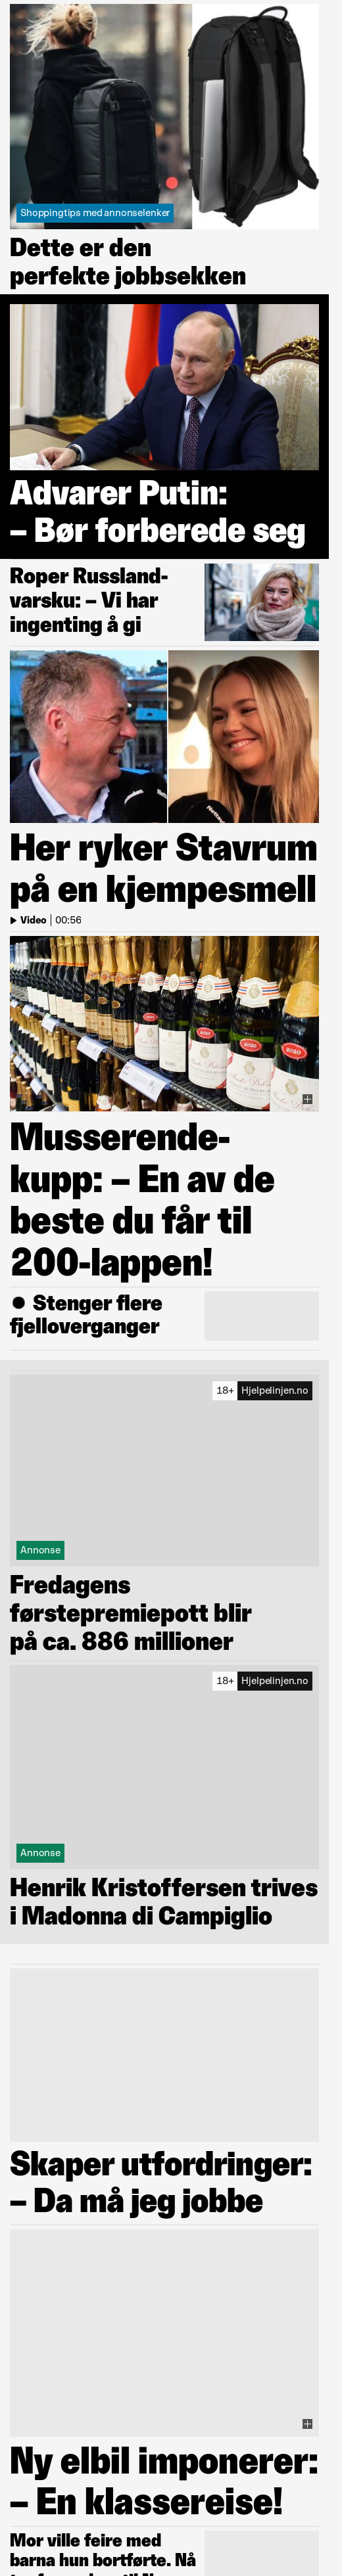 Shoppingtips med annonselenker
Dette er den
perfekte jobbsekken
Advarer Putin:
– Bør forberede seg
Roper Russland-
varsku: – Vi har
ingenting å gi
Her ryker Stavrum
på en kjempesmell
Video | 00:56
Musserende-
kupp: – En av de
beste du får til
200-lappen!
Stenger flere
fjelloverganger
18+ Hjelpelinjen.no
Annonse
Fredagens
førstepremiepott blir
på ca. 886 millioner
18+ Hjelpelinjen.no
Annonse
Henrik Kristoffersen trives
i Madonna di Campiglio
Skaper utfordringer:
– Da må jeg jobbe
Ny elbil imponerer:
– En klassereise!
Mor ville feire med
barna hun bortførte. Nå